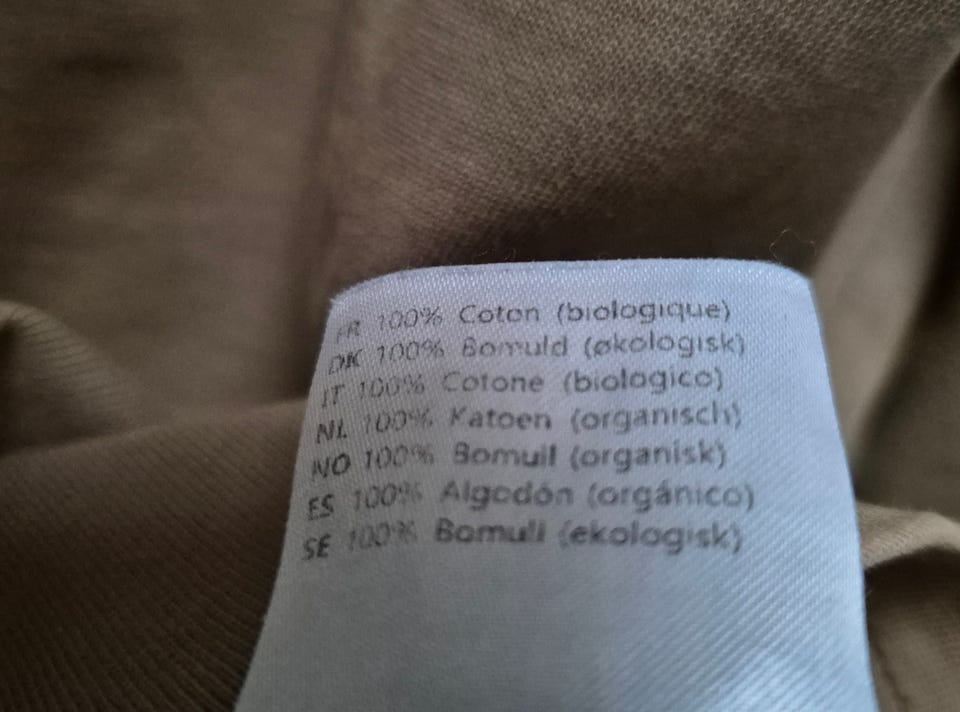 FR 100% Coton (biologique)
DK 100% Bomuld (økologisk)
IT 100% Cotone (biologico)
NL 100% Katoen (organisch)
NO 100% Bomull (organisk)
ES 100% Algodón (orgánico)
SE 100% Bomull (ekologisk)